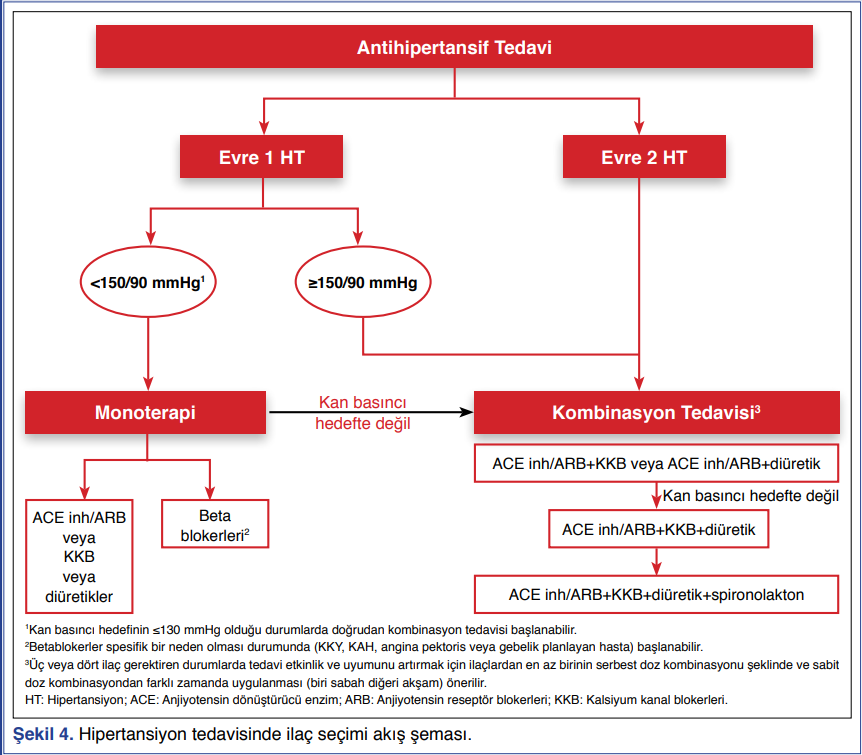 Antihipertansif Tedavi
Evre 1 HT
Evre 2 HT
<150/90 mmHg¹
≥150/90 mmHg
Monoterapi
Kan basıncı
hedefte değil
Kombinasyon Tedavisi³
ACE inh/ARB
veya
KKB
veya
diüretikler
Beta
blokerleri²
ACE inh/ARB+KKB veya ACE inh/ARB+diüretik
Kan basıncı hedefte değil
ACE inh/ARB+KKB+diüretik
ACE inh/ARB+KKB+diüretik+spironolakton
¹Kan basıncı hedefinin ≤130 mmHg olduğu durumlarda doğrudan kombinasyon tedavisi başlanabilir.
²Betablokerler spesifik bir neden olması durumunda (KKY, KAH, angina pektoris veya gebelik planlayan hasta) başlanabilir.
³Üç veya dört ilaç gerektiren durumlarda tedavi etkinlik ve uyumunu artırmak için ilaçlardan en az birinin serbest doz kombinasyonu şeklinde ve sabit
doz kombinasyondan farklı zamanda uygulanması (biri sabah diğeri akşam) önerilir.
HT: Hipertansiyon; ACE: Anjiyotensin dönüştürücü enzim; ARB: Anjiyotensin reseptör blokerleri; KKB: Kalsiyum kanal blokerleri.
Şekil 4. Hipertansiyon tedavisinde ilaç seçimi akış şeması.